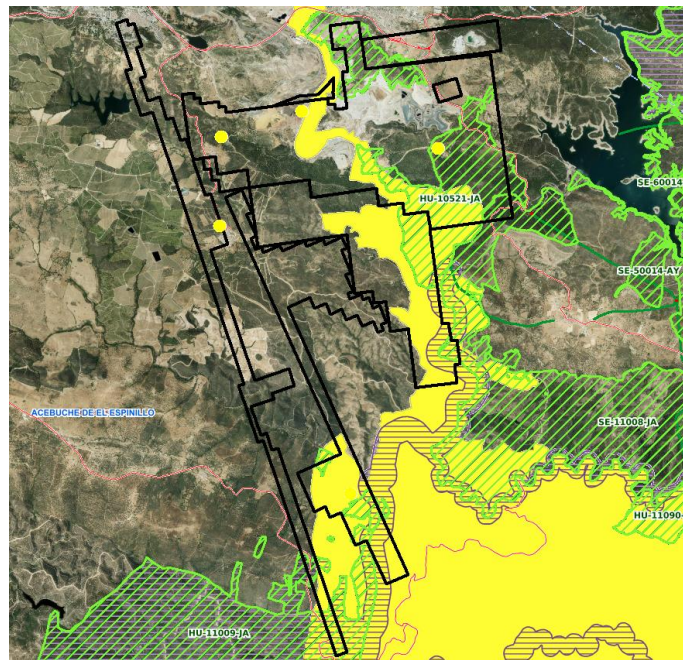 SE-60014
HU-10521-JA
SE-50014-AY
ACEBUCHE DE EL ESPINILLO
SE-11008-JA
HU-11090-
HU-11009-JA